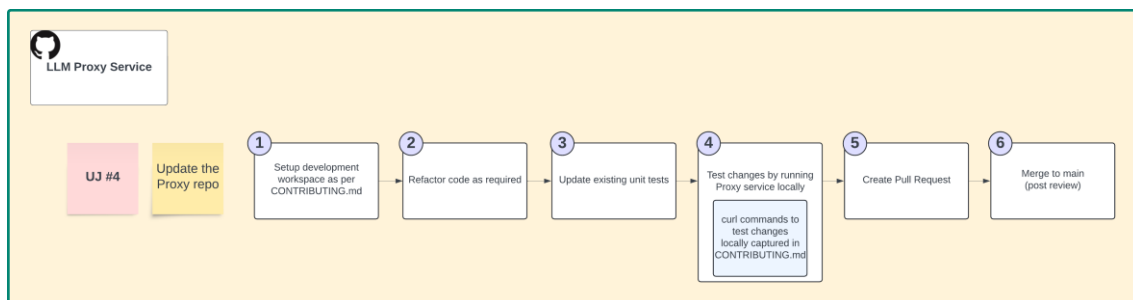 LLM Proxy Service
UJ #4
Update the
Proxy repo
1
Setup development
workspace as per
CONTRIBUTING.md
2
Refactor code as required
3
Update existing unit tests
4
Test changes by running
Proxy service locally
curl commands to
test changes
locally captured in
CONTRIBUTING.md
5
Create Pull Request
6
Merge to main
(post review)